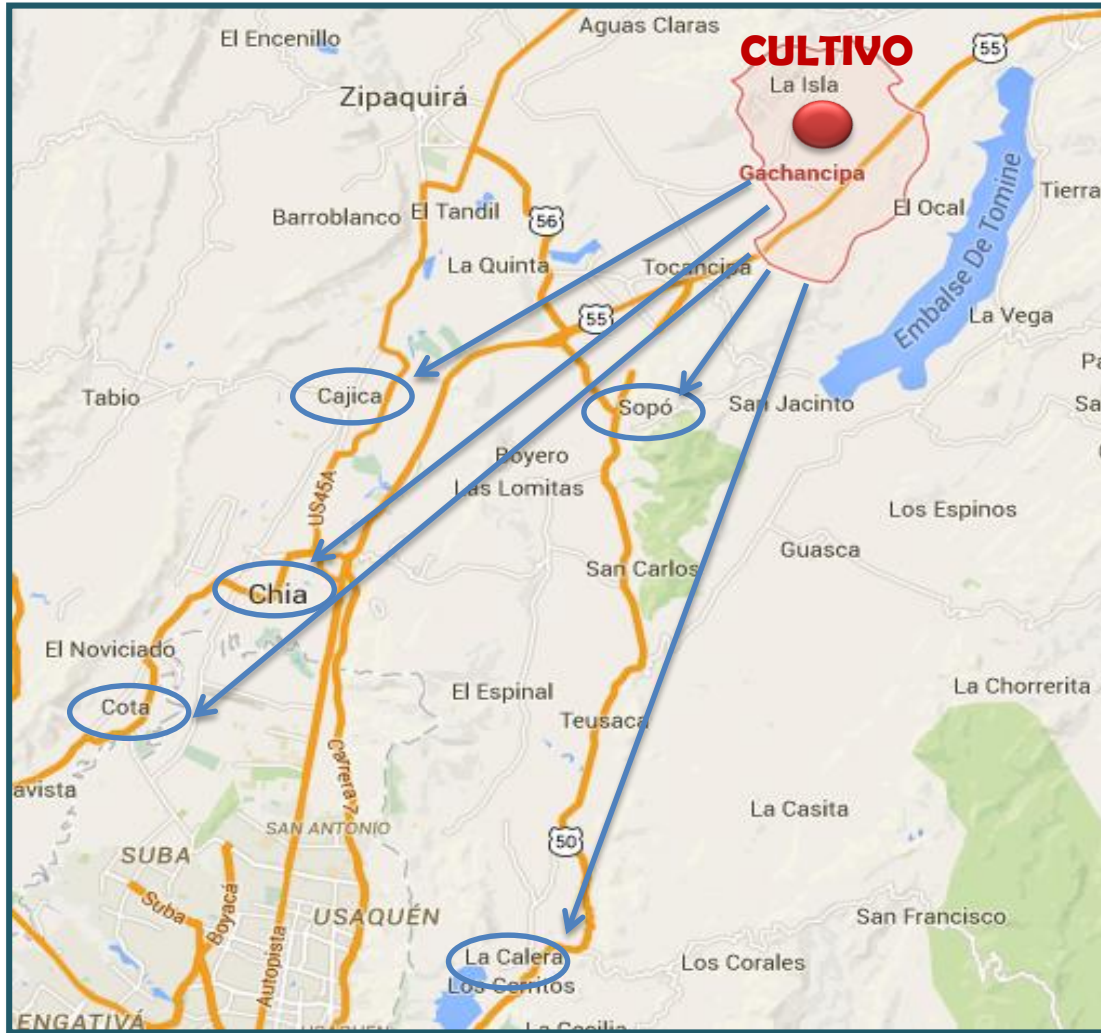 Aguas Claras
El Encenillo
CULTIVO
55
La Isla
Zipaquirá
Gachancipa
Embalse De Tomine
Tierra
El Ocal
Barroblanco
El Tandil
56
La Quinta
Tocancipa
55
La Vega
Pa
Tabio
Cajica
Sopó
San Jacinto
Sa
Boyero
Las Lomitas
US45A
Los Espinos
Guasca
San Carlos
Chia
El Noviciado
La Chorrerita
El Espinal
Cota
Teusaca
Carrera 7
avista
La Casita
SAN ANTONIO
50
SUBA
Suba
Boyacá
USAQUÉN
San Francisco
Autopista
La Calera
Los Corales
Los Cerritos
ENGATIVÁ
USAQUEN
La Cecilia